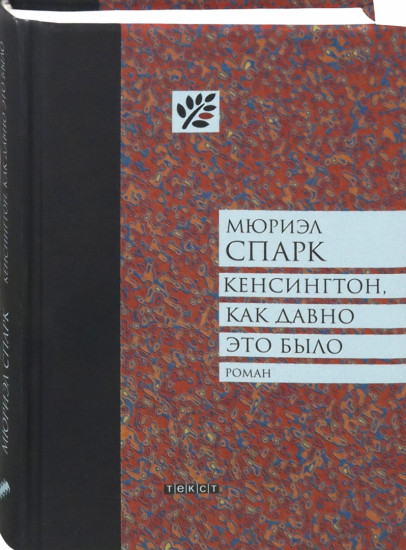 МЮРИЭЛ
СПАРК
КЕНСИНГТОН,
КАК ДАВНО
ЭТО БЫЛО
РОМАН
текст
МЮРИЭЛ СПАРК КЕНСИНГТОН, КАК ДАВНО ЭТО БЫЛО